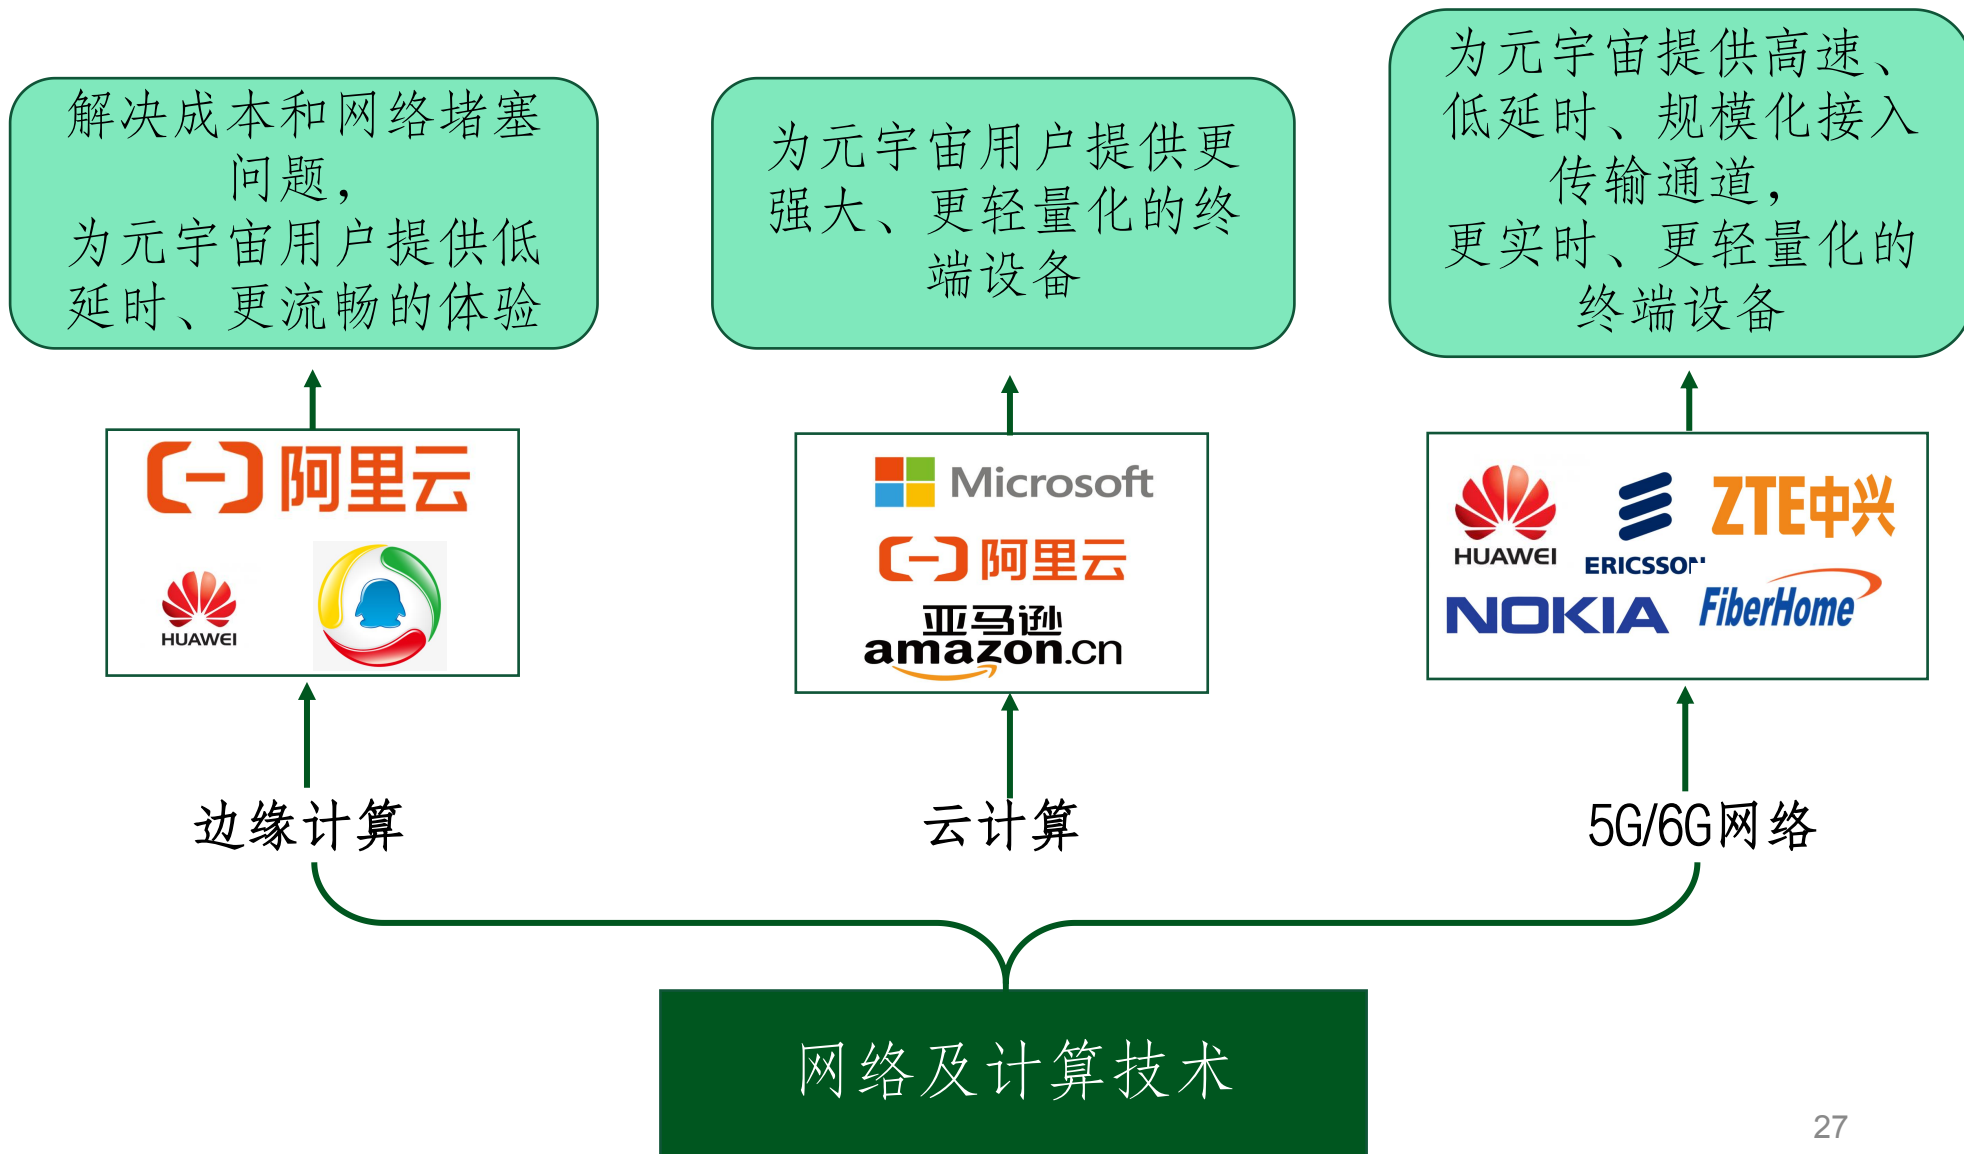 解决成本和网络堵塞
问题，
为元宇宙用户提供低
延时、更流畅的体验
为元宇宙用户提供更
强大、更轻量化的终
端设备
为元宇宙提供高速、
低延时、规模化接入
传输通道，
更实时、更轻量化的
终端设备
阿里云
HUAWEI
Microsoft
阿里云
亚马逊
amazon.cn
HUAWEI
ERICSSON
ZTE中兴
NOKIA
FiberHome
边缘计算
云计算
5G/6G网络
网络及计算技术
27